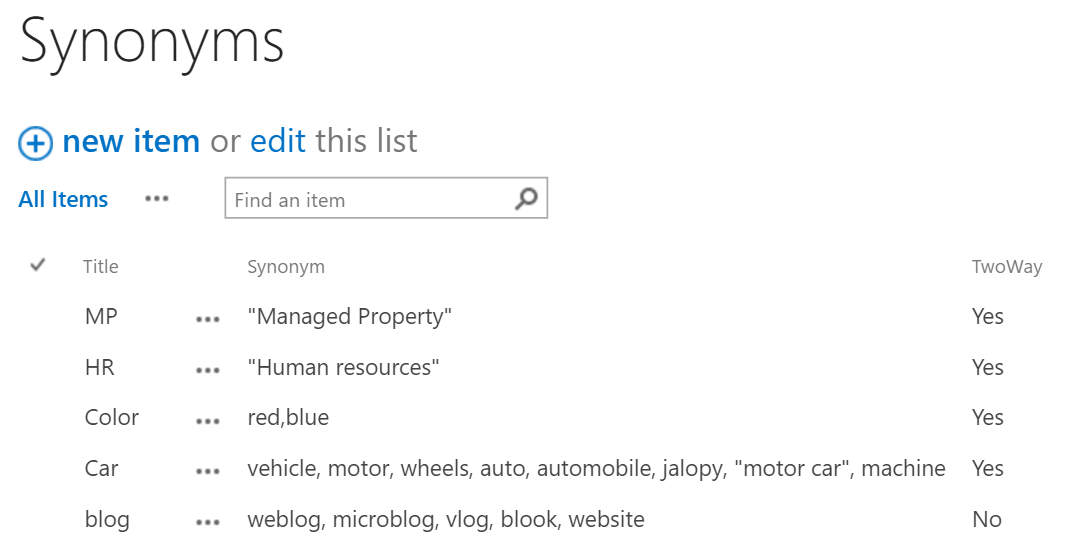 Synonyms
new item or edit this list
All Items ••• Find an item
Title Synonym TwoWay
MP ••• "Managed Property" Yes
HR ••• "Human resources" Yes
Color ••• red,blue Yes
Car ••• vehicle, motor, wheels, auto, automobile, jalopy, "motor car", machine Yes
blog ••• weblog, microblog, vlog, blook, website No